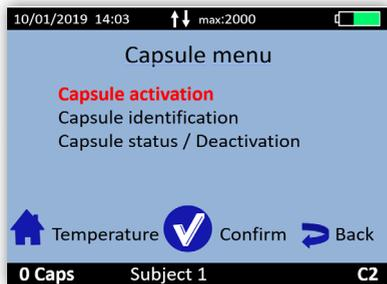 10/01/2019 14:03 max:2000
Capsule menu
Capsule activation
Capsule identification
Capsule status / Deactivation
Temperature Confirm Back
0 Caps Subject 1 C2